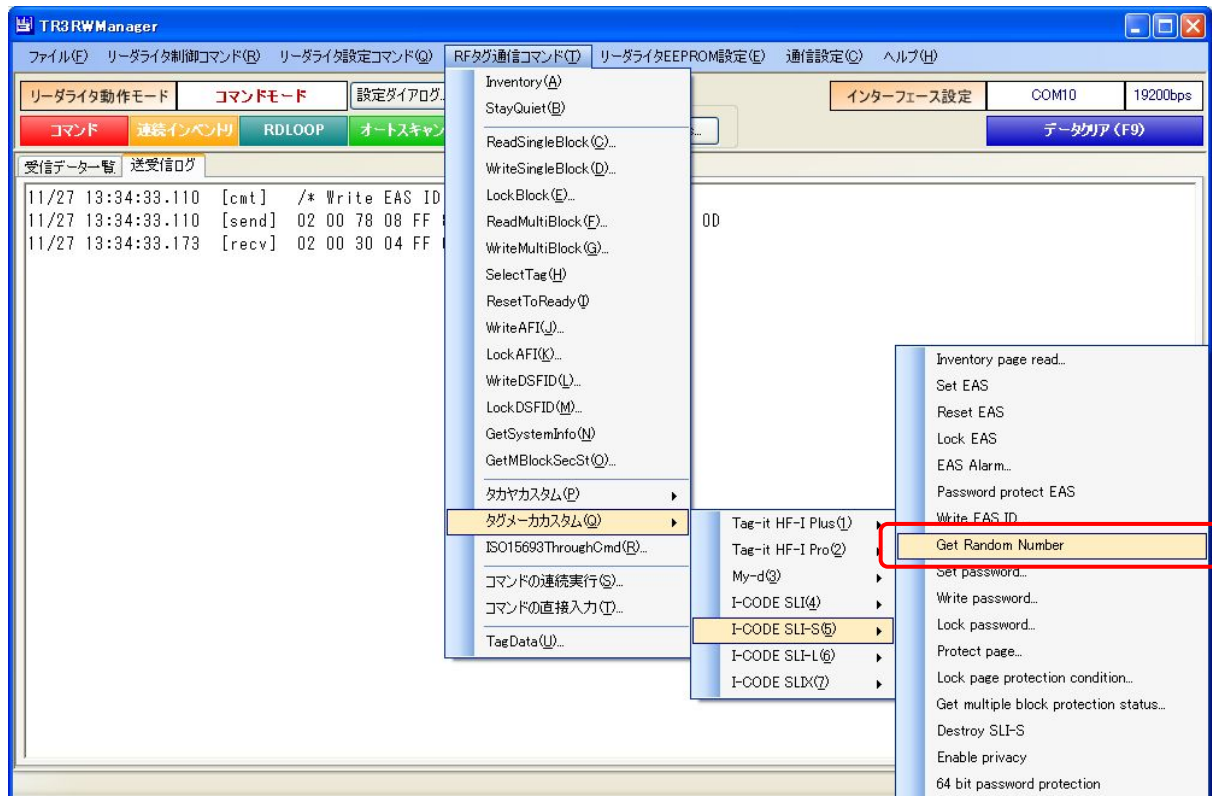 TR3RWManager
ファイル(F) リーダライタ制御コマンド(R) リーダライタ設定コマンド(Q) RFタグ通信コマンド(T) リーダライタEEPROM設定(E) 通信設定(C) ヘルプ(H)
リーダライタ動作モード コマンドモード 設定ダイアログ... インターフェース設定 COM10 19200bps
コマンド 連続インベントリ RDLOOP オートスキャン データクリア(F9)
受信データ一覧 送受信ログ
11/27 13:34:33.110 [cmt] /* Write EAS ID
11/27 13:34:33.110 [send] 02 00 78 08 FF 0D
11/27 13:34:33.173 [recv] 02 00 30 04 FF
Inventory(A)
StayQuiet(B)
ReadSingleBlock(C)...
WriteSingleBlock(D)...
LockBlock(E)...
ReadMultiBlock(F)...
WriteMultiBlock(G)...
SelectTag(H)
ResetToReady(I)
WriteAFI(J)...
LockAFI(K)...
WriteDSFID(L)...
LockDSFID(M)...
GetSystemInfo(N)
GetMBlockSecSt(O)...
タカヤカスタム(P)
タグメーカカスタム(Q)
ISO15693ThroughCmd(R)...
コマンドの連続実行(S)...
コマンドの直接入力(T)...
TagData(U)...
Tag-it HF-I Plus(1)
Tag-it HF-I Pro(2)
My-d(3)
I-CODE SLI(4)
I-CODE SLI-S(5)
I-CODE SLI-L(6)
I-CODE SLIX(7)
Inventory page read...
Set EAS
Reset EAS
Lock EAS
EAS Alarm...
Password protect EAS
Write EAS ID...
Get Random Number
Set password...
Write password...
Lock password...
Protect page...
Lock page protection condition...
Get multiple block protection status...
Destroy SLI-S
Enable privacy
64 bit password protection